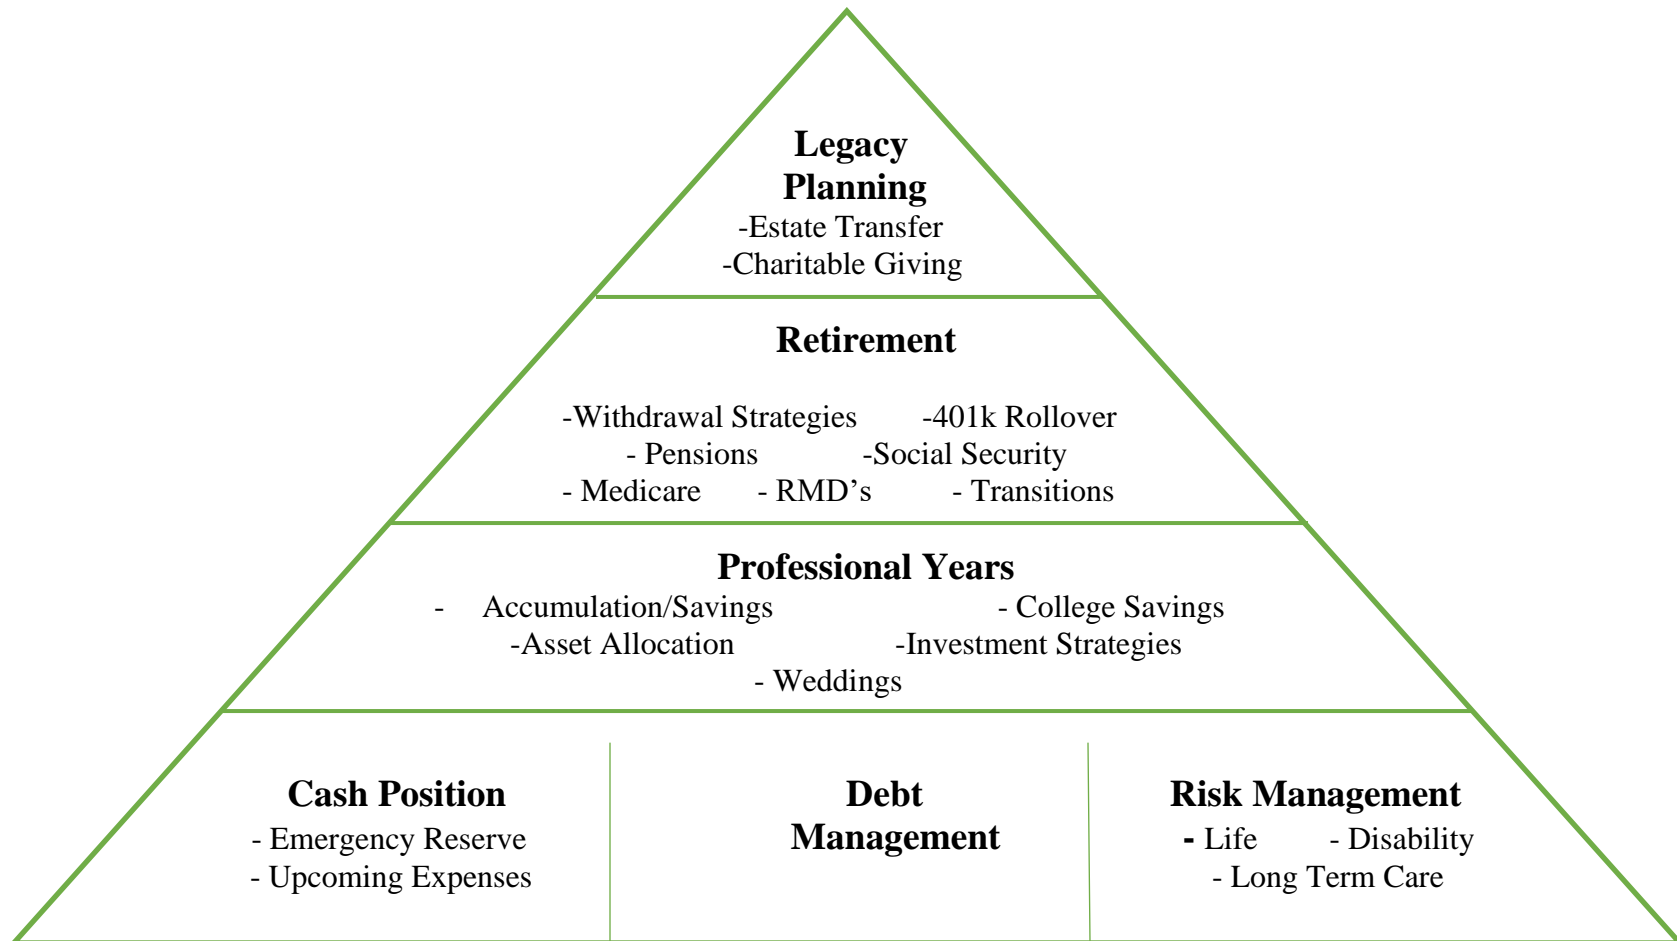 Legacy
Planning
-Estate Transfer
-Charitable Giving
Retirement
-Withdrawal Strategies -401k Rollover
- Pensions -Social Security
- Medicare - RMD’s - Transitions
Professional Years
- Accumulation/Savings - College Savings
-Asset Allocation -Investment Strategies
- Weddings
Cash Position
- Emergency Reserve
- Upcoming Expenses
Debt
Management
Risk Management
- Life - Disability
- Long Term Care